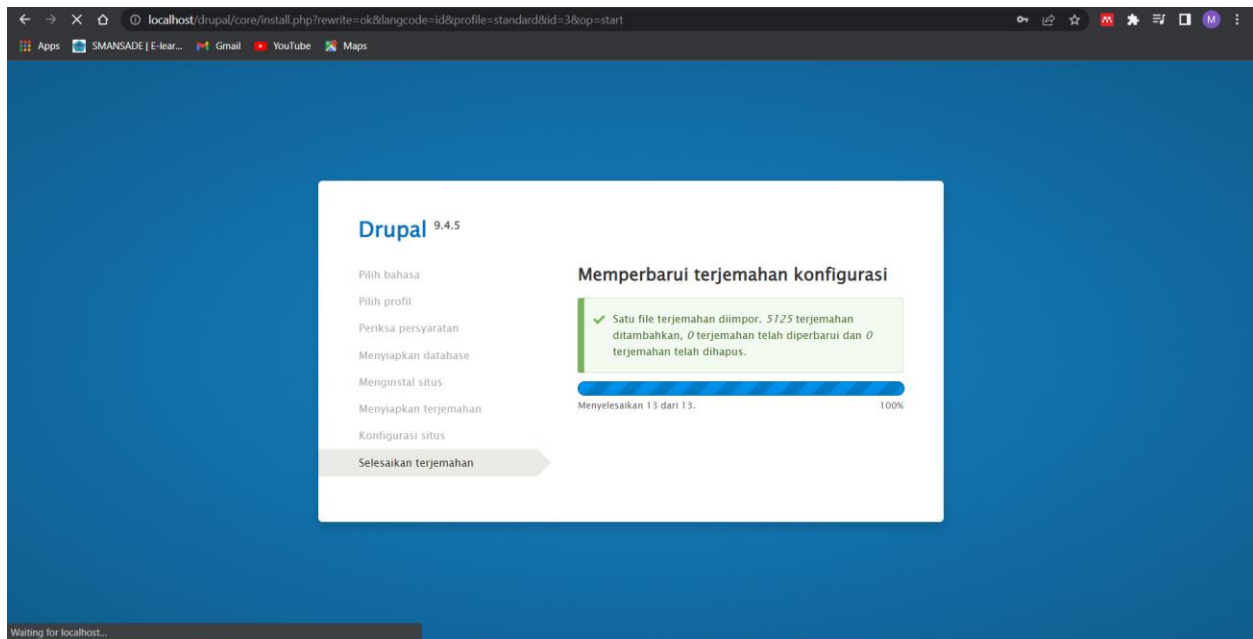 localhost/drupal/core/install.php?rewrite=ok&langcode=id&profile=standard&id=3&op=start
M
Apps SMANSADE | E-lear... Gmail YouTube Maps
Drupal 9.4.5
Pilih bahasa
Pilih profil
Periksa persyaratan
Menyiapkan database
Menginstal situs
Menyiapkan terjemahan
Konfigurasi situs
Selesaikan terjemahan
Memperbarui terjemahan konfigurasi
Satu file terjemahan diimpor. 5125 terjemahan
ditambahkan, 0 terjemahan telah diperbarui dan 0
terjemahan telah dihapus.
Menyelesaikan 13 dari 13. 100%
Waiting for localhost...